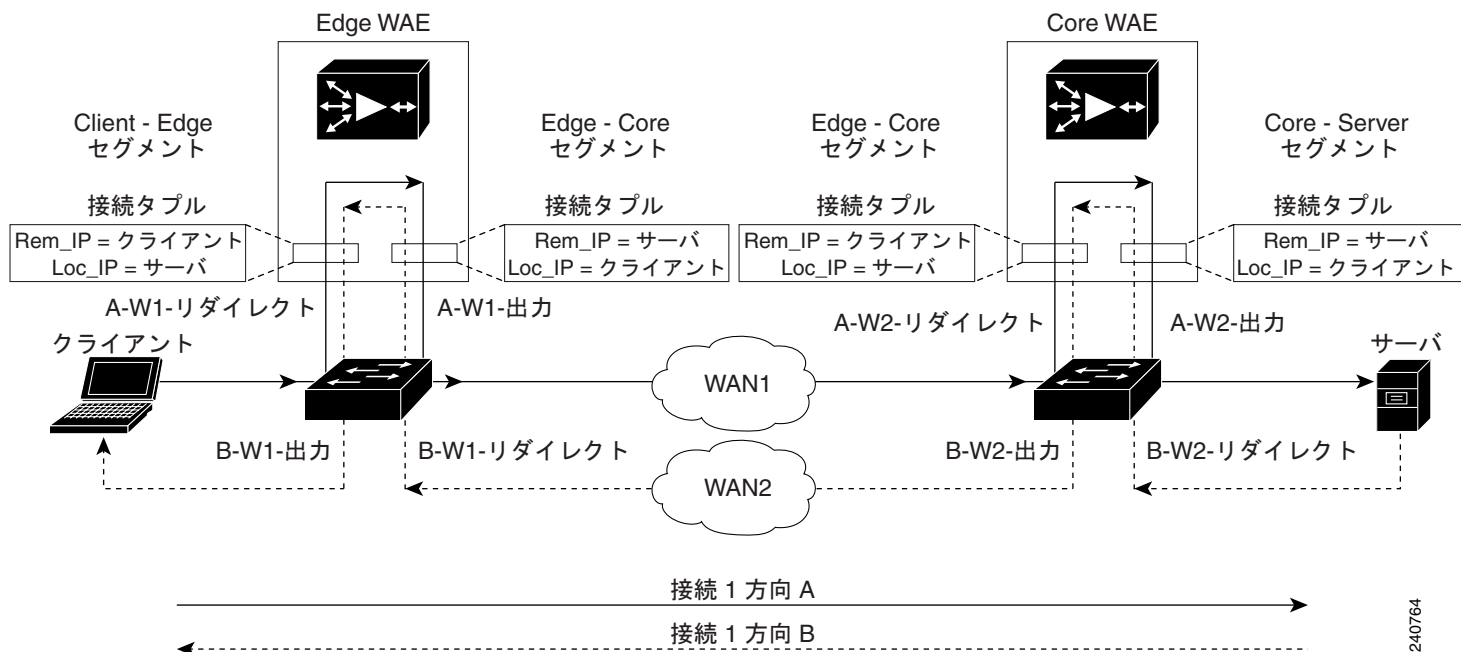 Edge WAE
Core WAE
Client - Edge
セグメント
Edge - Core
セグメント
Edge - Core
セグメント
Core - Server
セグメント
接続タプル
接続タプル
接続タプル
接続タプル
Rem_IP = クライアント
Loc_IP = サーバ
Rem_IP = サーバ
Loc_IP = クライアント
Rem_IP = クライアント
Loc_IP = サーバ
Rem_IP = サーバ
Loc_IP = クライアント
A-W1-リダイレクト
A-W1-出力
A-W2-リダイレクト
A-W2-出力
クライアント
サーバ
WAN1
B-W1-出力
B-W1-リダイレクト
B-W2-出力
B-W2-リダイレクト
WAN2
接続 1 方向 A
接続 1 方向 B
240764